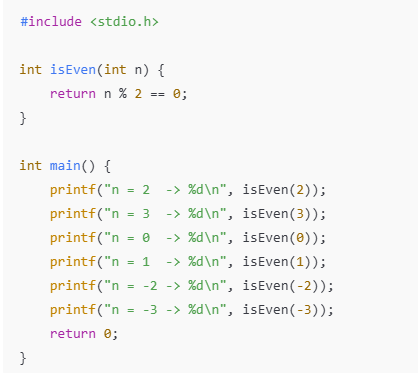 #include <stdio.h>

int isEven(int n) {
    return n % 2 == 0;
}

int main() {
    printf("n = 2  -> %d\n", isEven(2));
    printf("n = 3  -> %d\n", isEven(3));
    printf("n = 0  -> %d\n", isEven(0));
    printf("n = 1  -> %d\n", isEven(1));
    printf("n = -2 -> %d\n", isEven(-2));
    printf("n = -3 -> %d\n", isEven(-3));
    return 0;
}